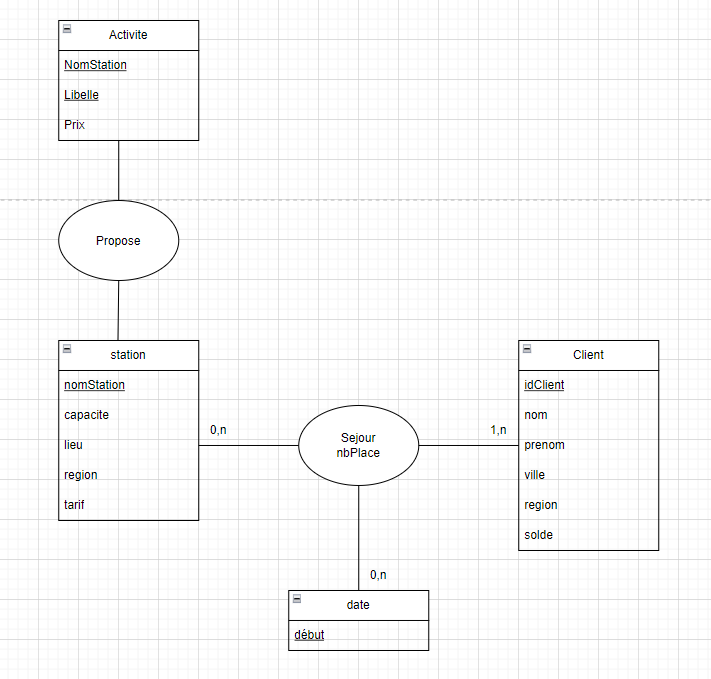 Activite
NomStation
Libelle
Prix
Propose
station
nomStation
capacite
lieu
region
tarif
0,n
Sejour
nbPlace
1,n
Client
idClient
nom
prenom
ville
region
solde
0,n
date
début